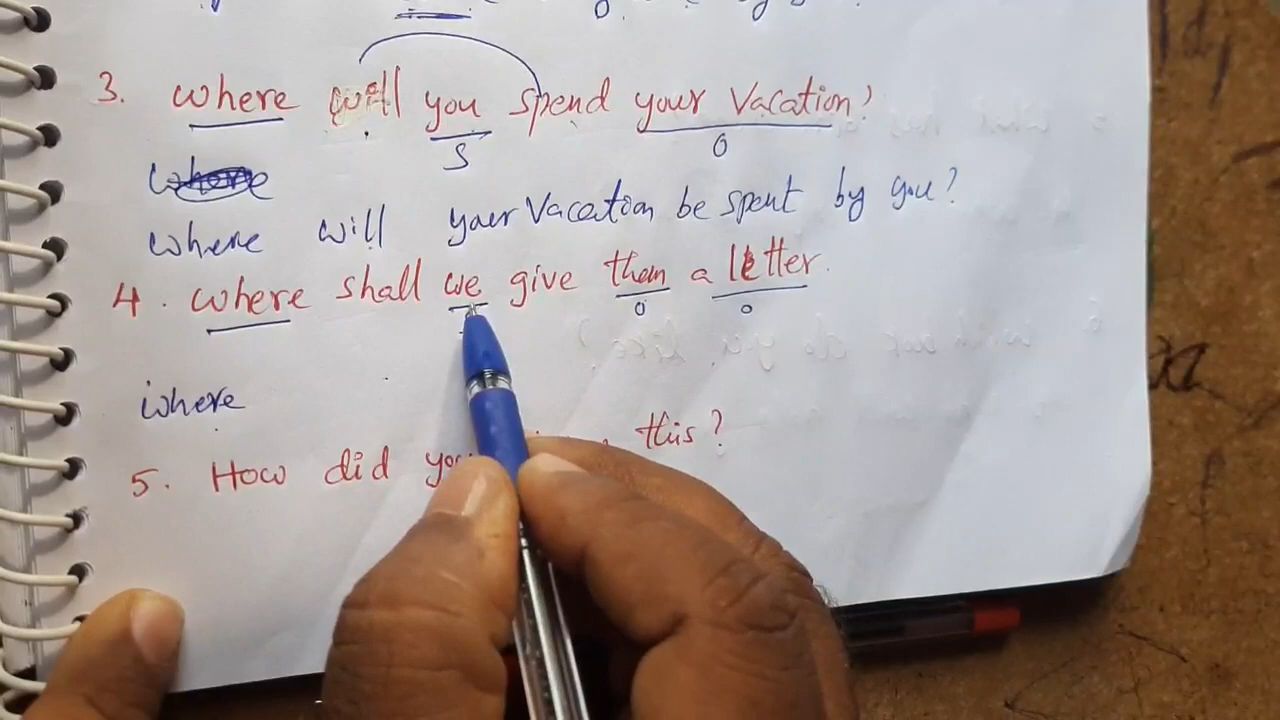 3. where will you spend your Vacation?
S O
where
where will your Vacation be spent by you?
4. where shall we give them a letter.
O O
where
5. How did you this?